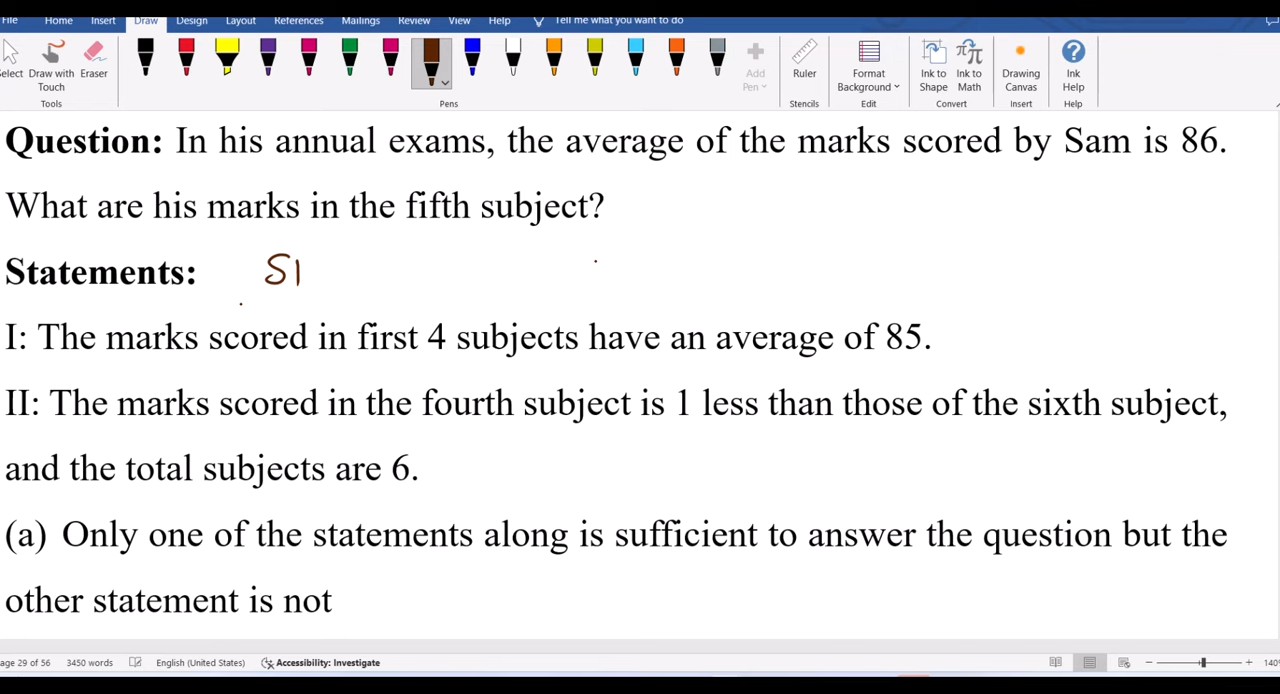 File Home Insert Draw Design Layout References Mailings Review View Help Tell me what you want to do
Select Draw with Touch Eraser Add Pen Ruler Format Background Ink to Shape Ink to Math Drawing Canvas Ink Help
Tools Pens Stencils Edit Convert Insert Help
Question: In his annual exams, the average of the marks scored by Sam is 86.
What are his marks in the fifth subject?
Statements: S1
I: The marks scored in first 4 subjects have an average of 85.
II: The marks scored in the fourth subject is 1 less than those of the sixth subject,
and the total subjects are 6.
(a) Only one of the statements along is sufficient to answer the question but the
other statement is not
age 29 of 56 3450 words English (United States) Accessibility: Investigate 140%